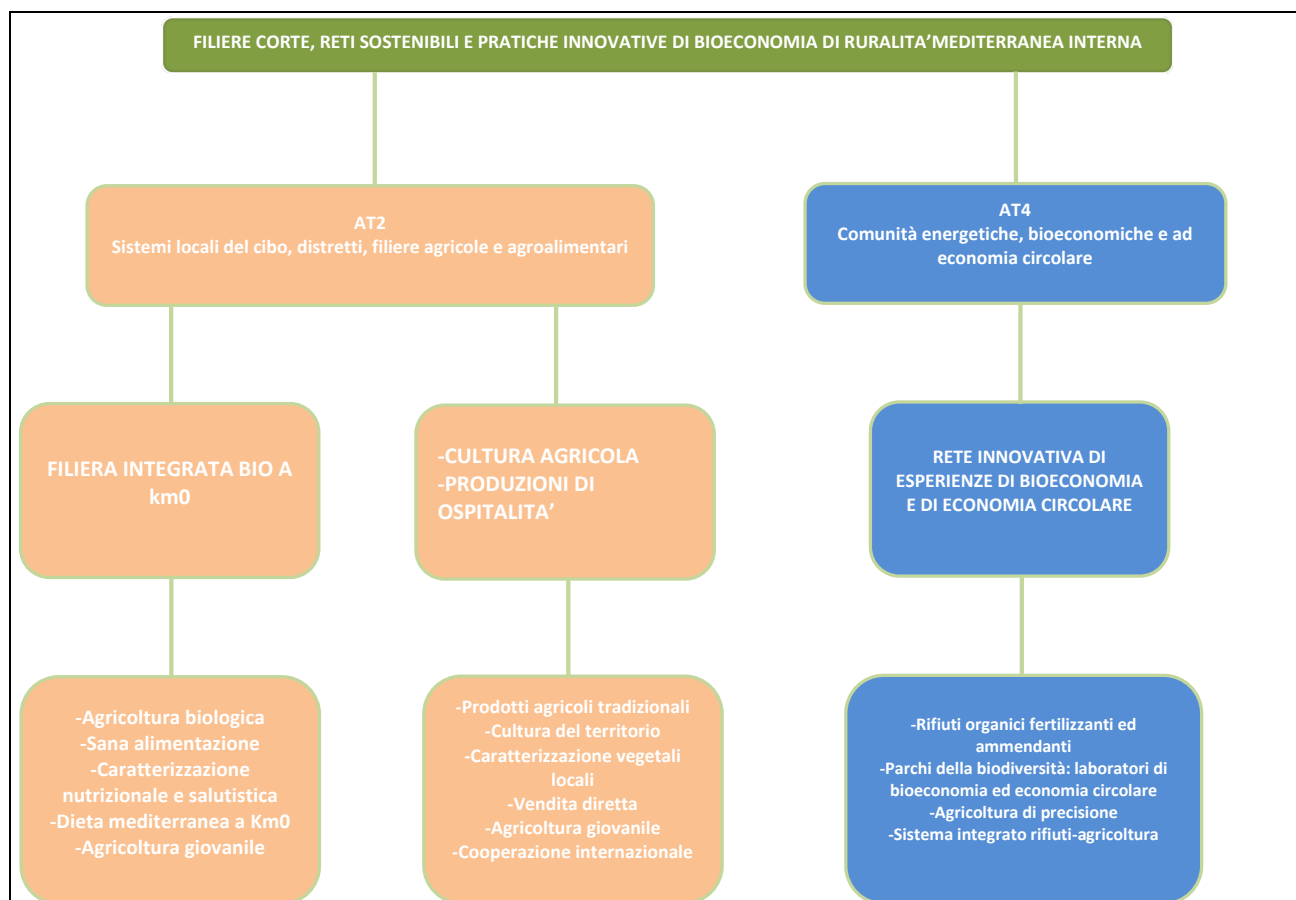 FILIERE CORTE, RETI SOSTENIBILI E PRATICHE INNOVATIVE DI BIOECONOMIA DI RURALITA’MEDITERRANEA INTERNA
AT2
Sistemi locali del cibo, distretti, filiere agricole e agroalimentari
AT4
Comunità energetiche, bioeconomiche e ad
economia circolare
FILIERA INTEGRATA BIO A
km0
-CULTURA AGRICOLA
-PRODUZIONI DI
OSPITALITA’
RETE INNOVATIVA DI
ESPERIENZE DI BIOECONOMIA
E DI ECONOMIA CIRCOLARE
-Agricoltura biologica
-Sana alimentazione
-Caratterizzazione
nutrizionale e salutistica
-Dieta mediterranea a Km0
-Agricoltura giovanile
-Prodotti agricoli tradizionali
-Cultura del territorio
-Caratterizzazione vegetali
locali
-Vendita diretta
-Agricoltura giovanile
-Cooperazione internazionale
-Rifiuti organici fertilizzanti ed
ammendanti
-Parchi della biodiversità: laboratori di
bioeconomia ed economia circolare
-Agricoltura di precisione
-Sistema integrato rifiuti-agricoltura